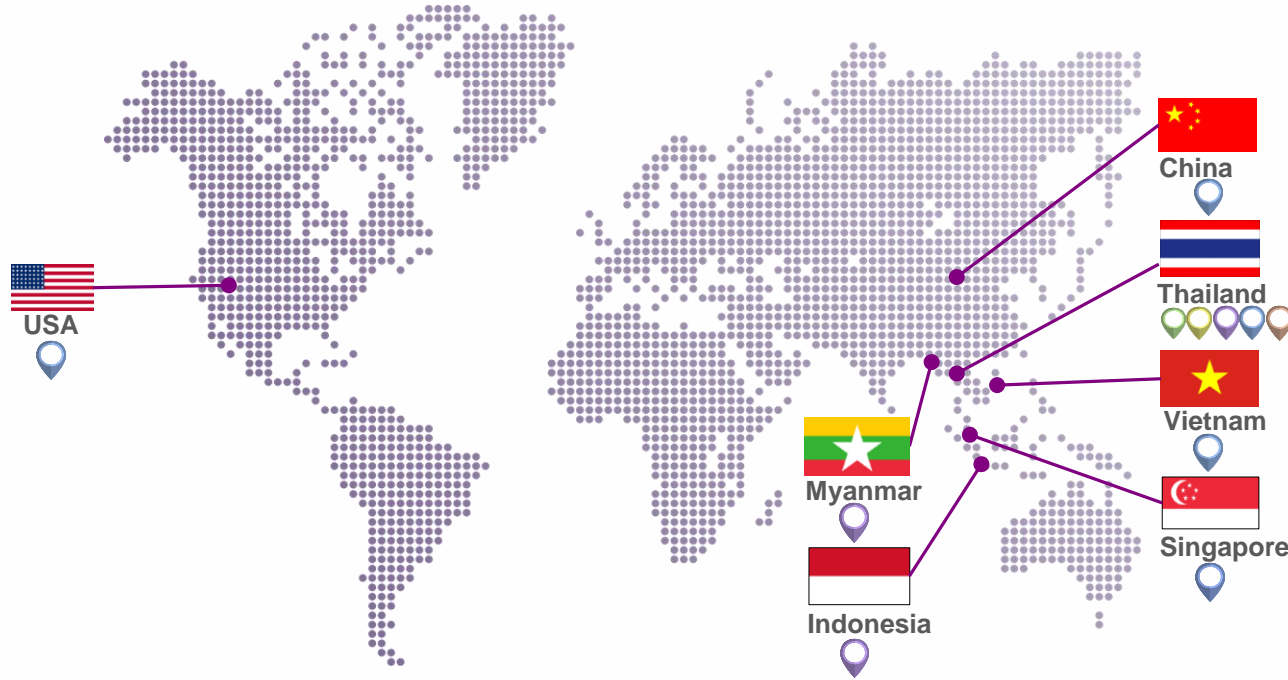 China
Thailand
USA
Vietnam
Myanmar
Singapore
Indonesia